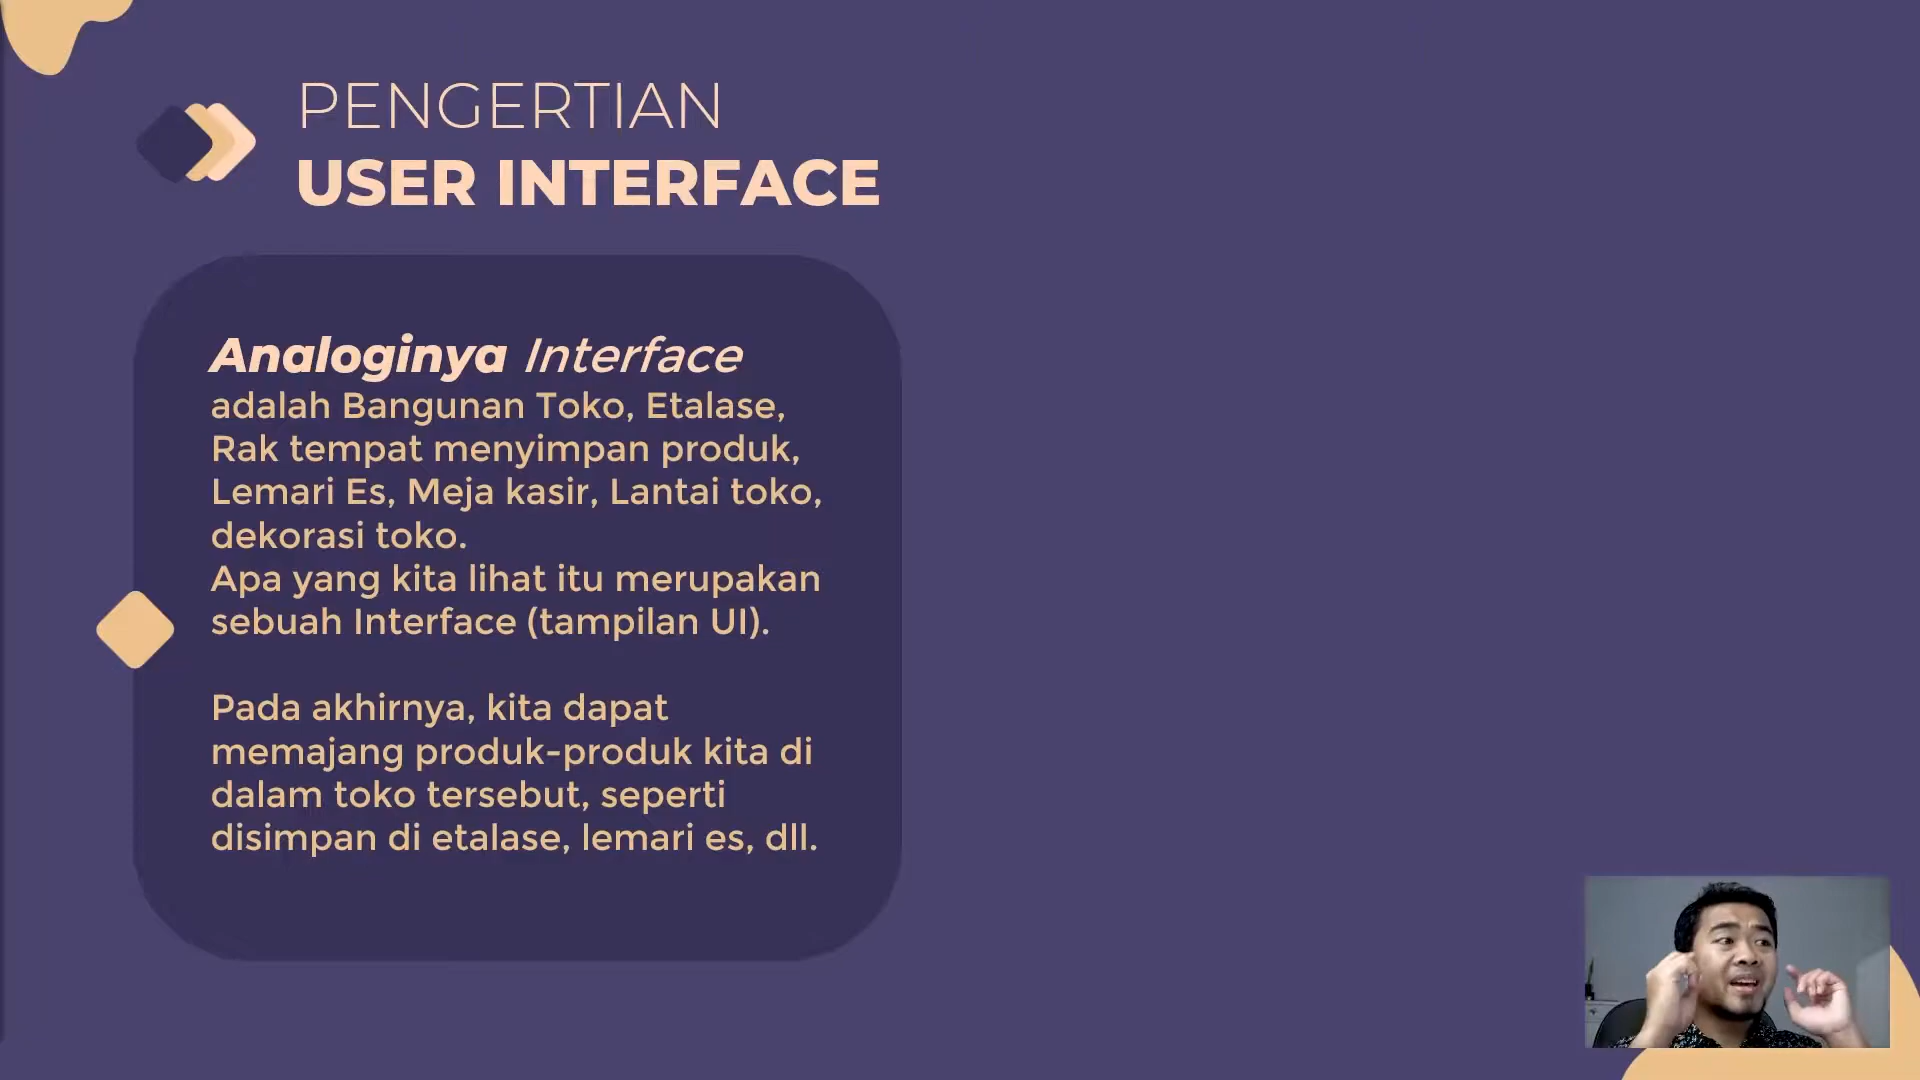 PENGERTIAN
USER INTERFACE
Analoginya Interface
adalah Bangunan Toko, Etalase,
Rak tempat menyimpan produk,
Lemari Es, Meja kasir, Lantai toko,
dekorasi toko.
Apa yang kita lihat itu merupakan
sebuah Interface (tampilan UI).
Pada akhirnya, kita dapat
memajang produk-produk kita di
dalam toko tersebut, seperti
disimpan di etalase, lemari es, dll.